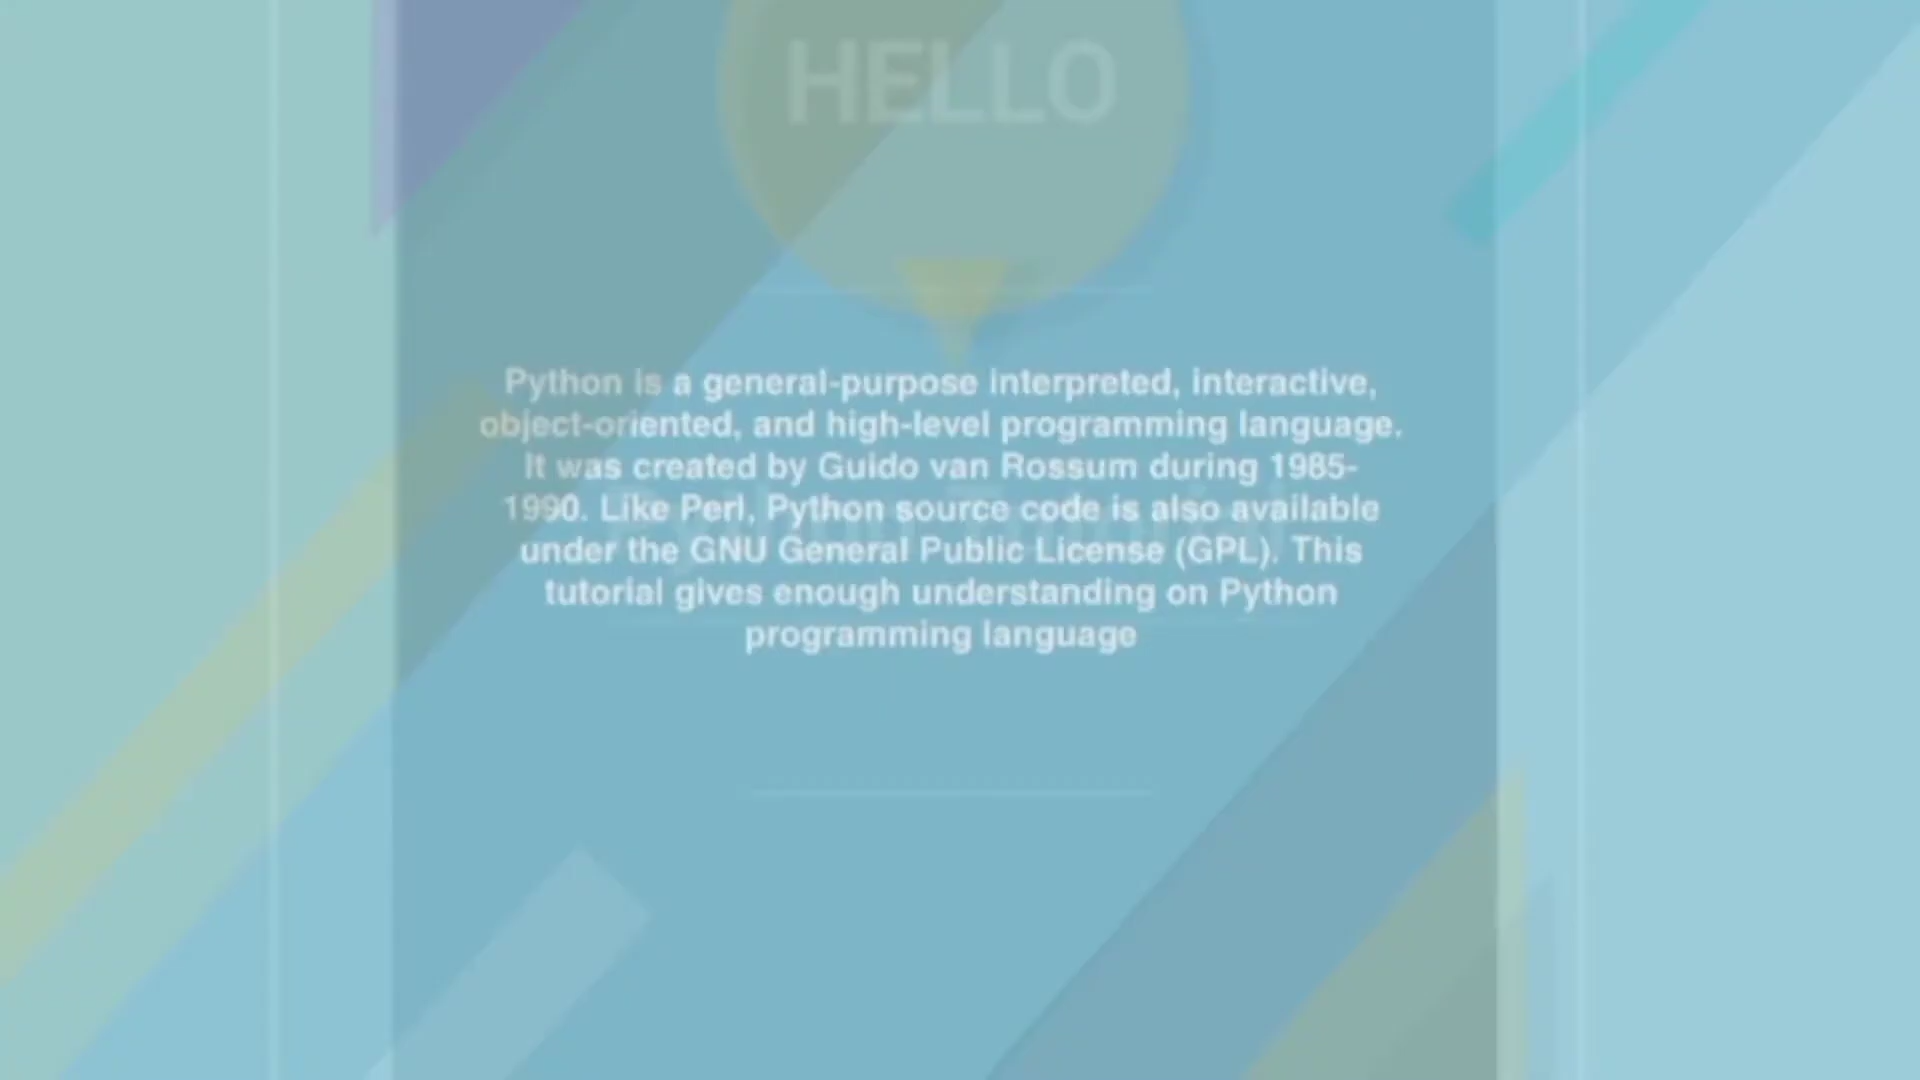 HELLO
Python is a general-purpose interpreted, interactive,
object-oriented, and high-level programming language.
It was created by Guido van Rossum during 1985-
1990. Like Perl, Python source code is also available
under the GNU General Public License (GPL). This
tutorial gives enough understanding on Python
programming language